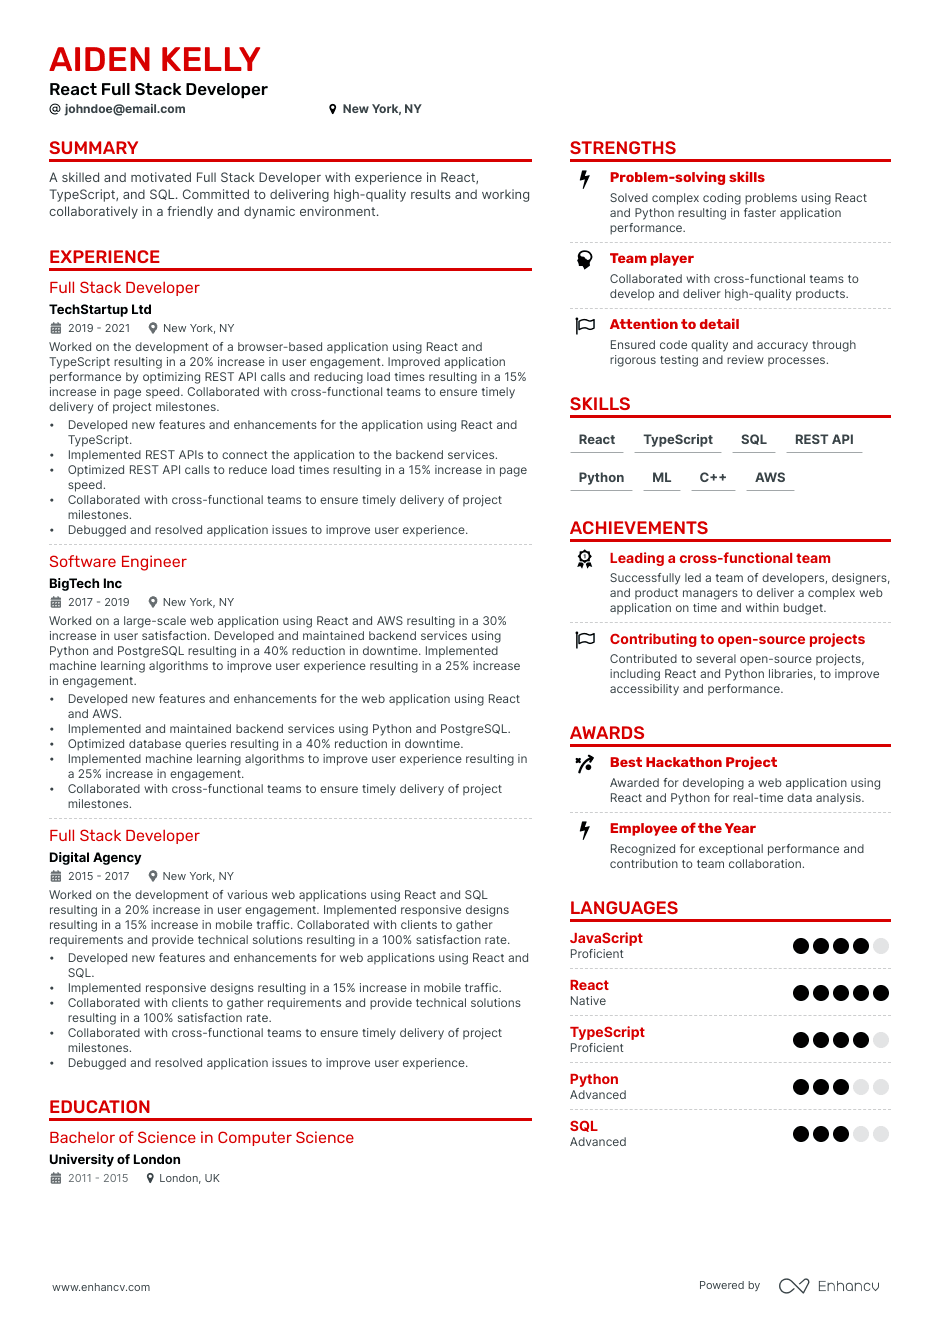 AIDEN KELLY
React Full Stack Developer
@ johndoe@email.com
New York, NY
SUMMARY
A skilled and motivated Full Stack Developer with experience in React,
TypeScript, and SQL. Committed to delivering high-quality results and working
collaboratively in a friendly and dynamic environment.
EXPERIENCE
Full Stack Developer
TechStartup Ltd
2019 - 2021 New York, NY
Worked on the development of a browser-based application using React and
TypeScript resulting in a 20% increase in user engagement. Improved application
performance by optimizing REST API calls and reducing load times resulting in a 15%
increase in page speed. Collaborated with cross-functional teams to ensure timely
delivery of project milestones.
• Developed new features and enhancements for the application using React and
TypeScript.
• Implemented REST APIs to connect the application to the backend services.
• Optimized REST API calls to reduce load times resulting in a 15% increase in page
speed.
• Collaborated with cross-functional teams to ensure timely delivery of project
milestones.
• Debugged and resolved application issues to improve user experience.
Software Engineer
BigTech Inc
2017 - 2019 New York, NY
Worked on a large-scale web application using React and AWS resulting in a 30%
increase in user satisfaction. Developed and maintained backend services using
Python and PostgreSQL resulting in a 40% reduction in downtime. Implemented
machine learning algorithms to improve user experience resulting in a 25% increase
in engagement.
• Developed new features and enhancements for the web application using React
and AWS.
• Implemented and maintained backend services using Python and PostgreSQL.
• Optimized database queries resulting in a 40% reduction in downtime.
• Implemented machine learning algorithms to improve user experience resulting in
a 25% increase in engagement.
• Collaborated with cross-functional teams to ensure timely delivery of project
milestones.
Full Stack Developer
Digital Agency
2015 - 2017 New York, NY
Worked on the development of various web applications using React and SQL
resulting in a 20% increase in user engagement. Implemented responsive designs
resulting in a 15% increase in mobile traffic. Collaborated with clients to gather
requirements and provide technical solutions resulting in a 100% satisfaction rate.
• Developed new features and enhancements for web applications using React and
SQL.
• Implemented responsive designs resulting in a 15% increase in mobile traffic.
• Collaborated with clients to gather requirements and provide technical solutions
resulting in a 100% satisfaction rate.
• Collaborated with cross-functional teams to ensure timely delivery of project
milestones.
• Debugged and resolved application issues to improve user experience.
EDUCATION
Bachelor of Science in Computer Science
University of London
2011 - 2015 London, UK
STRENGTHS
Problem-solving skills
Solved complex coding problems using React
and Python resulting in faster application
performance.
Team player
Collaborated with cross-functional teams to
develop and deliver high-quality products.
Attention to detail
Ensured code quality and accuracy through
rigorous testing and review processes.
SKILLS
React TypeScript SQL REST API
Python ML C++ AWS
ACHIEVEMENTS
Leading a cross-functional team
Successfully led a team of developers, designers,
and product managers to deliver a complex web
application on time and within budget.
Contributing to open-source projects
Contributed to several open-source projects,
including React and Python libraries, to improve
accessibility and performance.
AWARDS
Best Hackathon Project
Awarded for developing a web application using
React and Python for real-time data analysis.
Employee of the Year
Recognized for exceptional performance and
contribution to team collaboration.
LANGUAGES
JavaScript
Proficient
React
Native
TypeScript
Proficient
Python
Advanced
SQL
Advanced
www.enhancv.com
Powered by Enhancv